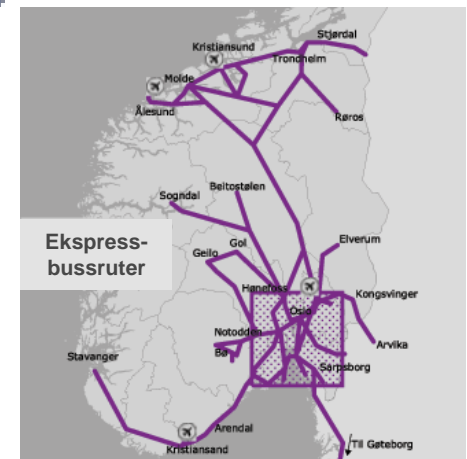 Stjørdal
Kristiansund
Trondheim
Molde
Ålesund
Røros
Beitostølen
Sogndal
Ekspress-
bussruter
Gol
Geilo
Elverum
Hønefoss
Kongsvinger
Oslo
Notodden
Bø
Arvika
Stavanger
Sarpsborg
Arendal
Kristiansand
Til Gøteborg